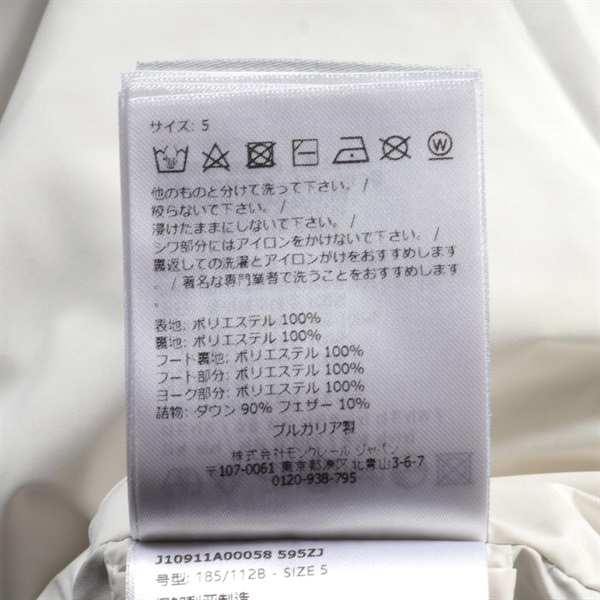 サイズ: 5
W
他のものと分けて洗って下さい。/
絞らないで下さい。/
浸けたままにしないで下さい。/
シワ部分にはアイロンをかけないで下さい。/
裏返しての洗濯とアイロンがけをおすすめします
。/ 著名な専門業者で洗うことをおすすめします
表地: ポリエステル 100%
裏地: ポリエステル 100%
フード裏地: ポリエステル 100%
フード部分: ポリエステル 100%
ヨーク部分: ポリエステル 100%
詰物: ダウン 90% フェザー 10%
ブルガリア製
株式会社モンクレール ジャパン
〒107-0061 東京都港区北青山3-6-7
0120-938-795
J10911A00058 595ZJ
号型: 185/112B - SIZE 5